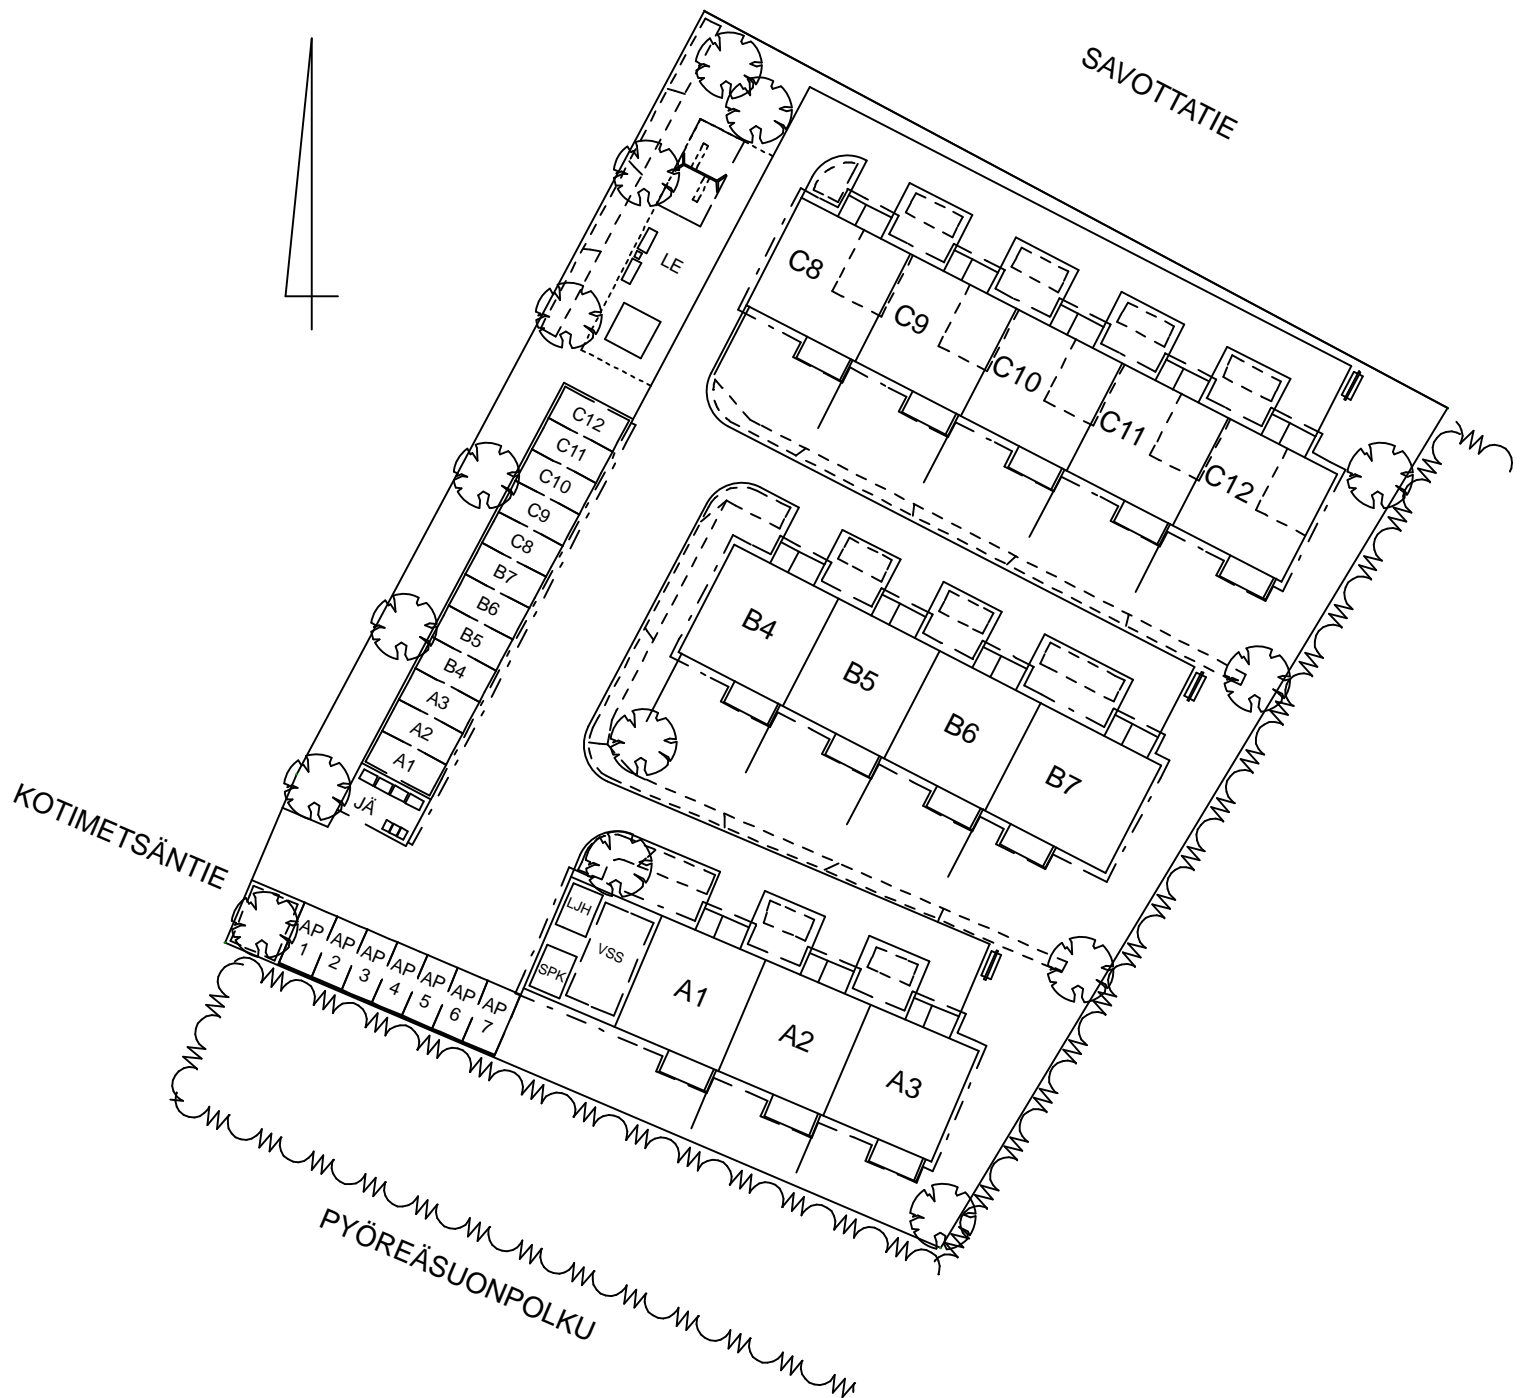 SAVOTTATIE
LE
C8
C9
C10
C11
C12
C12
C11
C10
C9
C8
B7
B6
B5
B4
A3
A2
A1
JÄ
B4
B5
B6
B7
KOTIMETSÄNTIE
AP
1
AP
2
AP
3
AP
4
AP
5
AP
6
AP
7
LJH
VSS
SPK
A1
A2
A3
PYÖREÄSUONPOLKU